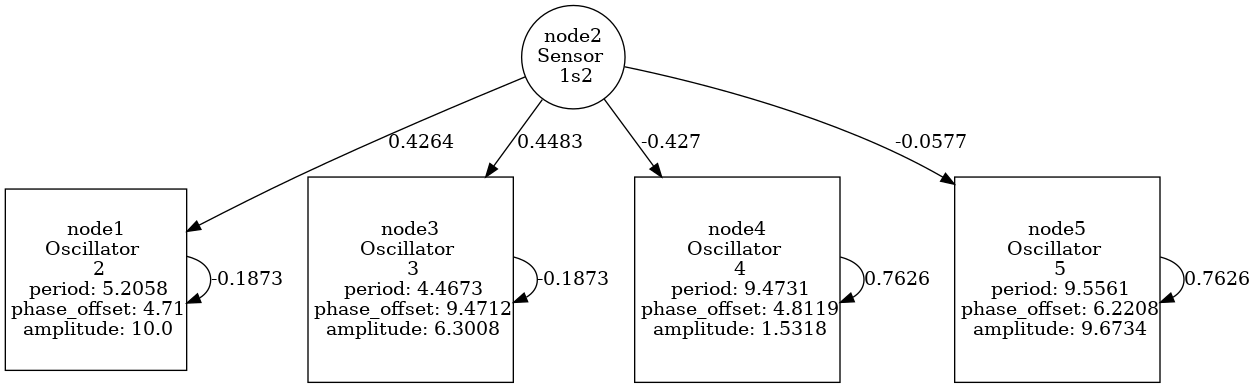 node2
Sensor
1s2
0.4264
0.4483
-0.427
-0.0577
node1
Oscillator
2
period: 5.2058
phase_offset: 4.71
amplitude: 10.0
-0.1873
node3
Oscillator
3
period: 4.4673
phase_offset: 9.4712
amplitude: 6.3008
-0.1873
node4
Oscillator
4
period: 9.4731
phase_offset: 4.8119
amplitude: 1.5318
0.7626
node5
Oscillator
5
period: 9.5561
phase_offset: 6.2208
amplitude: 9.6734
0.7626